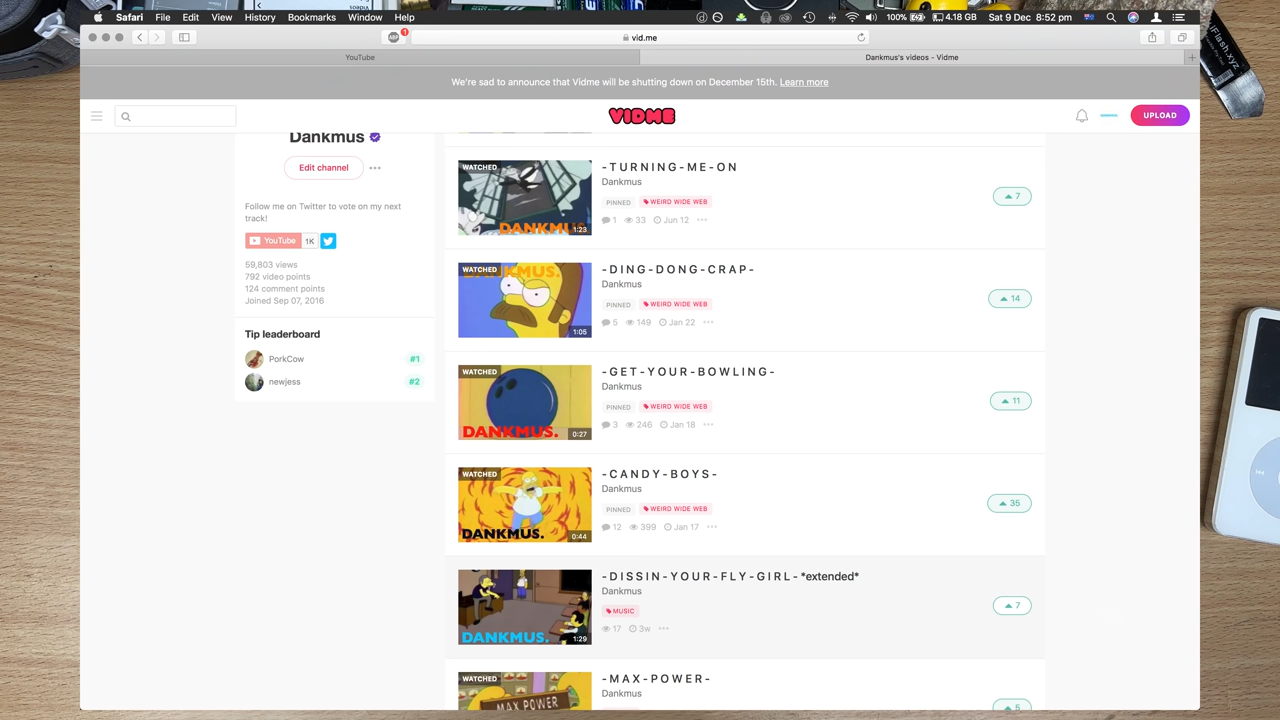 Safari File Edit View History Bookmarks Window Help
100% 4.18 GB Sat 9 Dec 8:52 pm
ABP 1 vid.me
YouTube Dankmus's videos - Vidme
We're sad to announce that Vidme will be shutting down on December 15th. Learn more
VIDME UPLOAD
Dankmus
Edit channel
Follow me on Twitter to vote on my next
track!
YouTube 1K
59,803 views
792 video points
124 comment points
Joined Sep 07, 2016
Tip leaderboard
PorkCow #1
newjess #2
WATCHED
DANKMUS
1:23
-TURNING-ME-ON
Dankmus
PINNED WEIRD WIDE WEB
1 33 Jun 12
7
WATCHED
DANKMUS.
1:05
-DING-DONG-CRAP-
Dankmus
PINNED WEIRD WIDE WEB
5 149 Jan 22
14
WATCHED
DANKMUS.
0:27
-GET-YOUR-BOWLING-
Dankmus
PINNED WEIRD WIDE WEB
3 246 Jan 18
11
WATCHED
DANKMUS.
0:44
-CANDY-BOYS-
Dankmus
PINNED WEIRD WIDE WEB
12 399 Jan 17
35
DANKMUS.
1:29
-DISSIN-YOUR-FLY-GIRL-*extended*
Dankmus
MUSIC
17 3w
7
WATCHED
MAX POWER
-MAX-POWER-
Dankmus
5
iFlash.xyz